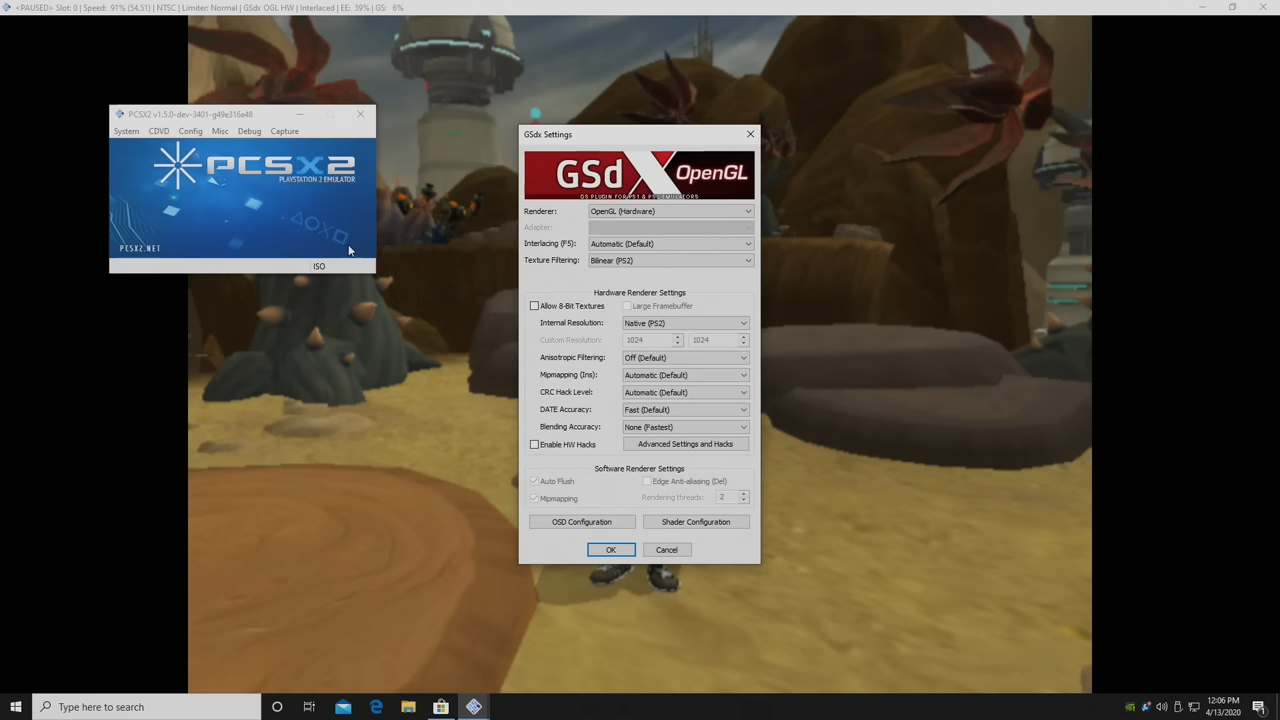 <PAUSED> Slot: 0 | Speed: 91% (54.51) | NTSC | Limiter: Normal | GSdx OGL HW | Interlaced | EE: 39% | GS: 6%
PCSX2 v1.5.0-dev-3401-g49e316e48
System CDVD Config Misc Debug Capture
PCSX2
PLAYSTATION 2 EMULATOR
PCSX2.NET
ISO
GSdx Settings
GSdX OpenGL
GS PLUGIN FOR PS1 & PS2 EMULATORS
Renderer: OpenGL (Hardware)
Adapter:
Interlacing (F5): Automatic (Default)
Texture Filtering: Bilinear (PS2)
Hardware Renderer Settings
Allow 8-Bit Textures Large Framebuffer
Internal Resolution: Native (PS2)
Custom Resolution: 1024 1024
Anisotropic Filtering: Off (Default)
Mipmapping (Ins): Automatic (Default)
CRC Hack Level: Automatic (Default)
DATE Accuracy: Fast (Default)
Blending Accuracy: None (Fastest)
Enable HW Hacks Advanced Settings and Hacks
Software Renderer Settings
Auto Flush Edge Anti-aliasing (Del)
Mipmapping Rendering threads: 2
OSD Configuration Shader Configuration
OK Cancel
Type here to search
12:06 PM
4/13/2020
1